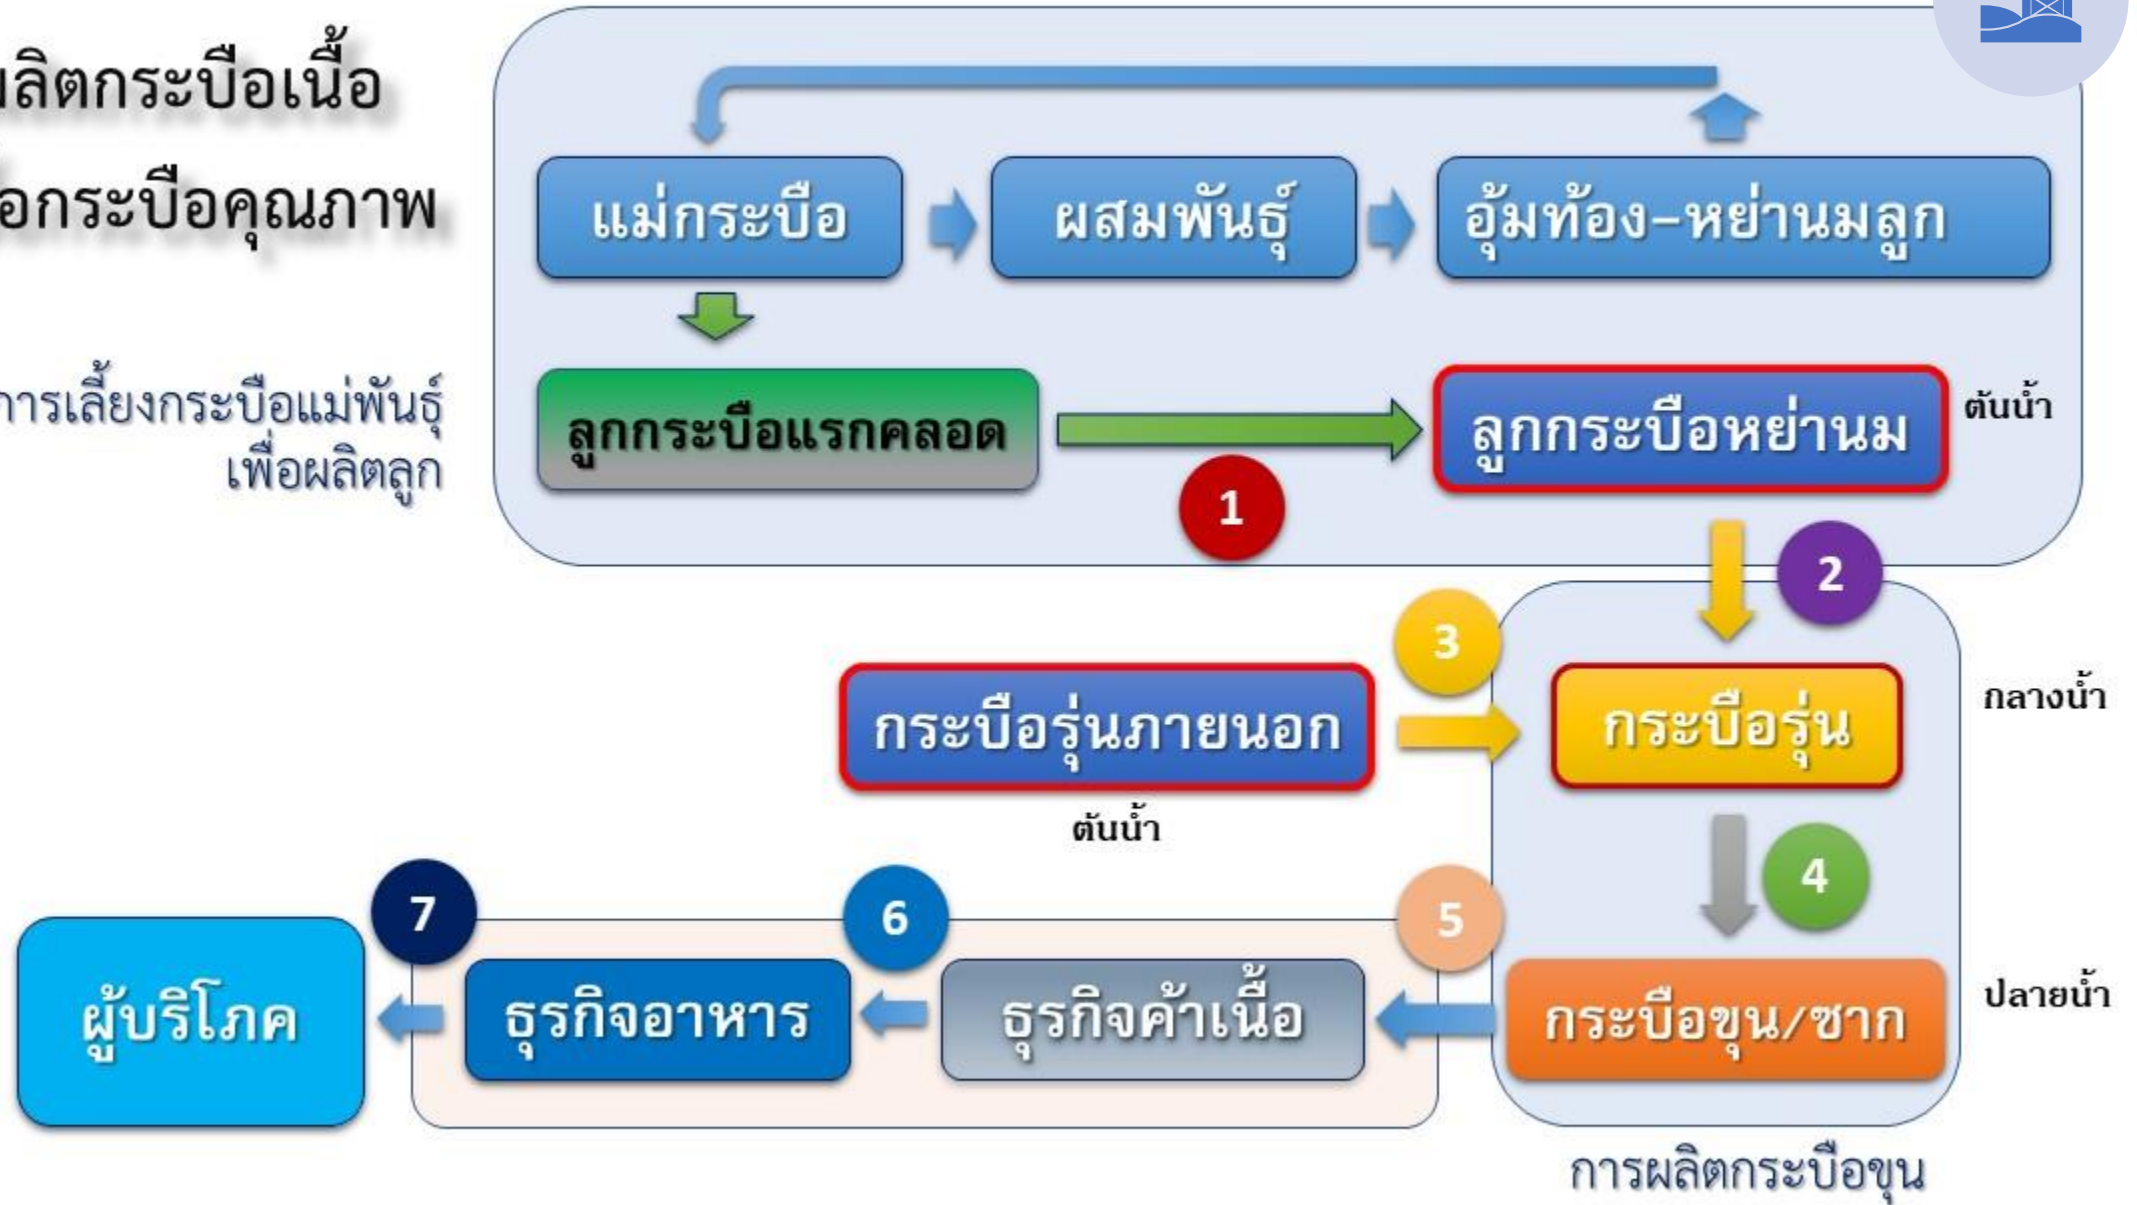 ผลิตกระบือเนื้อ
อกระบือคุณภาพ
แม่กระบือ
ผสมพันธุ์
อุ้มท้อง-หย่านมลูก
การเลี้ยงกระบือแม่พันธุ์
เพื่อผลิตลูก
ลูกกระบือแรกคลอด
ลูกกระบือหย่านม
ต้นน้ำ
1
2
3
กระบือรุ่นภายนอก
กระบือรุ่น
กลางน้ำ
ต้นน้ำ
4
7
6
5
ผู้บริโภค
ธุรกิจอาหาร
ธุรกิจค้าเนื้อ
กระบือขุน/ซาก
ปลายน้ำ
การผลิตกระบือขุน